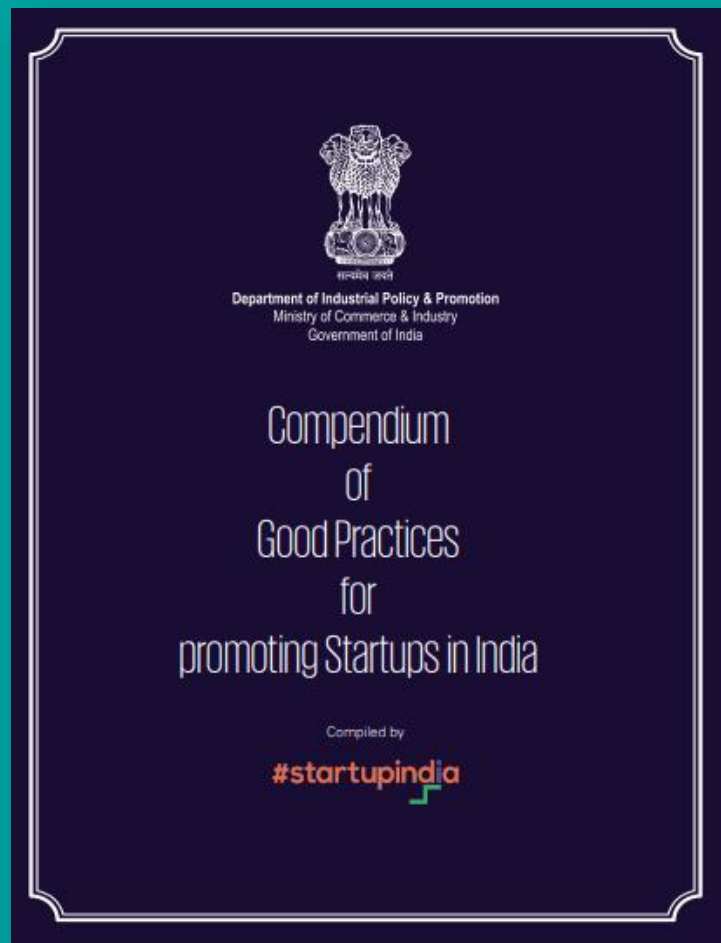 सत्यमेव जयते
Department of Industrial Policy & Promotion
Ministry of Commerce & Industry
Government of India
Compendium
of
Good Practices
for
promoting Startups in India
Compiled by
#startupindia